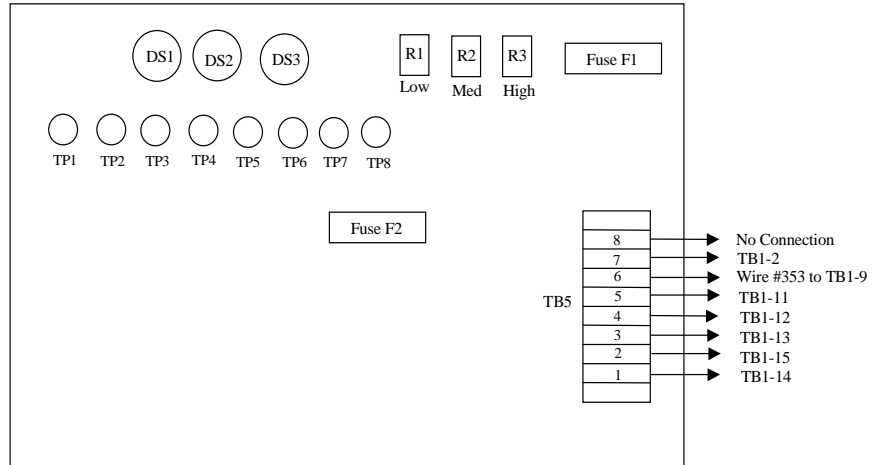 DS1 DS2 DS3
R1 R2 R3
Low Med High
Fuse F1
TP1 TP2 TP3 TP4 TP5 TP6 TP7 TP8
Fuse F2
TB5
8 No Connection
7 TB1-2
6 Wire #353 to TB1-9
5 TB1-11
4 TB1-12
3 TB1-13
2 TB1-15
1 TB1-14